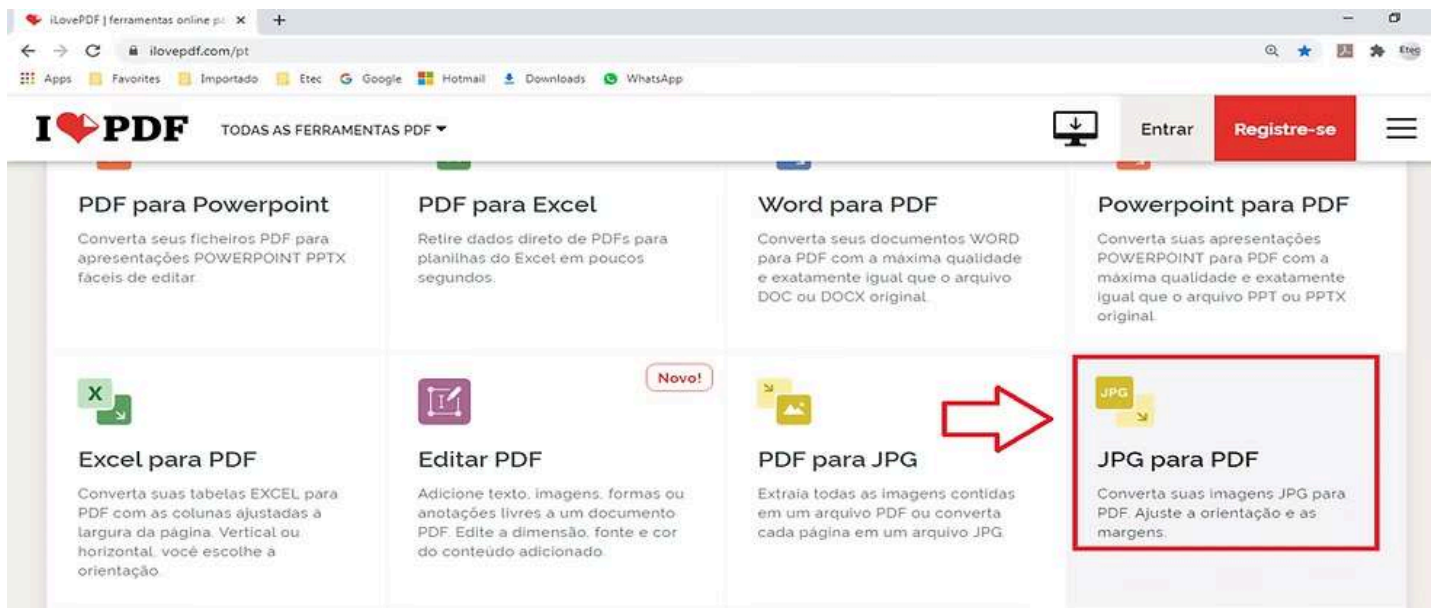 iLovePDF | ferramentas online pa
ilovepdf.com/pt
Etec
Apps Favorites Importado Etec Google Hotmail Downloads WhatsApp
I PDF TODAS AS FERRAMENTAS PDF Entrar Registre-se
PDF para Powerpoint
Converta seus ficheiros PDF para
apresentações POWERPOINT PPTX
fáceis de editar.
PDF para Excel
Retire dados direto de PDFs para
planilhas do Excel em poucos
segundos.
Word para PDF
Converta seus documentos WORD
para PDF com a máxima qualidade
e exatamente igual que o arquivo
DOC ou DOCX original.
Powerpoint para PDF
Converta suas apresentações
POWERPOINT para PDF com a
máxima qualidade e exatamente
igual que o arquivo PPT ou PPTX
original.
X
Excel para PDF
Converta suas tabelas EXCEL para
PDF com as colunas ajustadas à
largura da página. Vertical ou
horizontal, você escolhe a
orientação.
Novo!
Editar PDF
Adicione texto, imagens, formas ou
anotações livres a um documento
PDF. Edite a dimensão, fonte e cor
do conteúdo adicionado.
PDF para JPG
Extraia todas as imagens contidas
em um arquivo PDF ou converta
cada página em um arquivo JPG.
JPG
JPG para PDF
Converta suas imagens JPG para
PDF. Ajuste a orientação e as
margens.